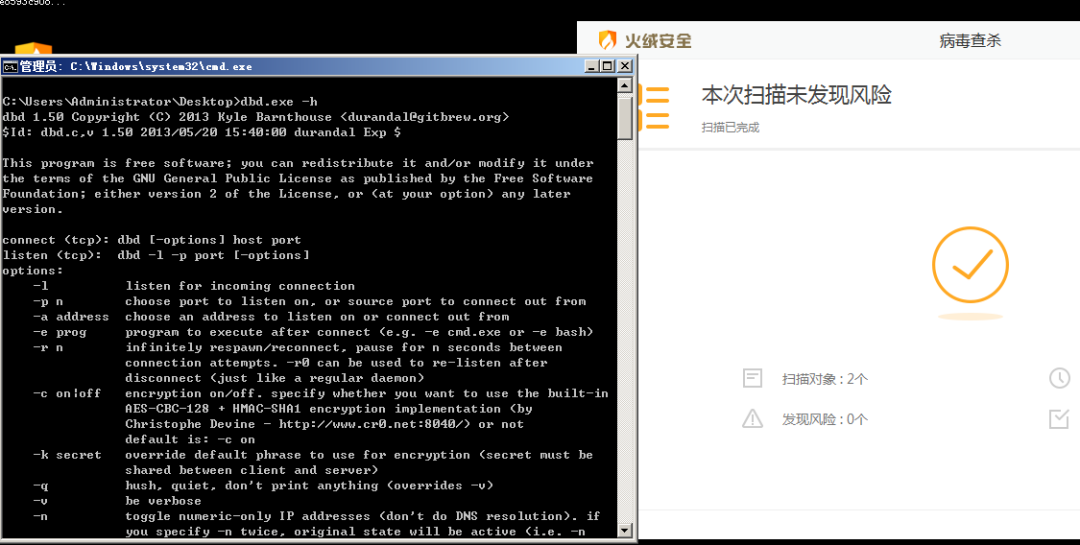 火绒安全
病毒查杀
管理员: C:\Windows\system32\cmd.exe
C:\Users\Administrator\Desktop>dbd.exe -h
dbd 1.50 Copyright (C) 2013 Kyle Barnthouse <durandal@gitbrew.org>
$Id: dbd.c,v 1.50 2013/05/20 15:40:00 durandal Exp $
This program is free software; you can redistribute it and/or modify it under
the terms of the GNU General Public License as published by the Free Software
Foundation; either version 2 of the License, or (at your option) any later
version.
connect (tcp): dbd [-options] host port
listen (tcp):  dbd -l -p port [-options]
options:
-l listen for incoming connection
-p n choose port to listen on, or source port to connect out from
-a address choose an address to listen on or connect out from
-e prog program to execute after connect (e.g. -e cmd.exe or -e bash)
-r n infinitely respawn/reconnect, pause for n seconds between
connection attempts. -r0 can be used to re-listen after
disconnect (just like a regular daemon)
-c on|off encryption on/off. specify whether you want to use the built-in
AES-CBC-128 + HMAC-SHA1 encryption implementation (by
Christophe Devine - http://www.cr0.net:8040/) or not
default is: -c on
-k secret override default phrase to use for encryption (secret must be
shared between client and server)
-q hush, quiet, don't print anything (overrides -v)
-v be verbose
-n toggle numeric-only IP addresses (don't do DNS resolution). if
you specify -n twice, original state will be active (i.e. -n
本次扫描未发现风险
扫描已完成
扫描对象 : 2个
发现风险 : 0个